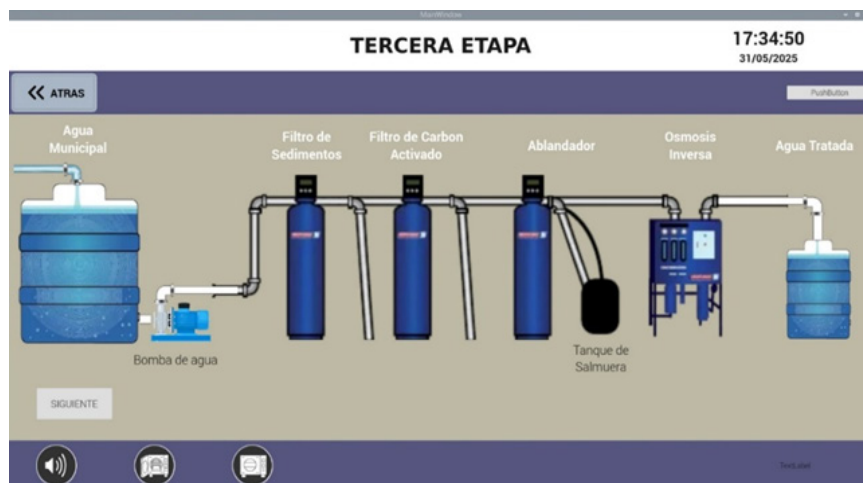 MainWindow
TERCERA ETAPA
17:34:50
31/05/2025
ATRAS
PushButton
Agua
Municipal
Filtro de
Sedimentos
Filtro de Carbon
Activado
Ablandador
Osmosis
Inversa
Agua Tratada
Bomba de agua
Tanque de
Salmuera
SIGUIENTE
TextLabel